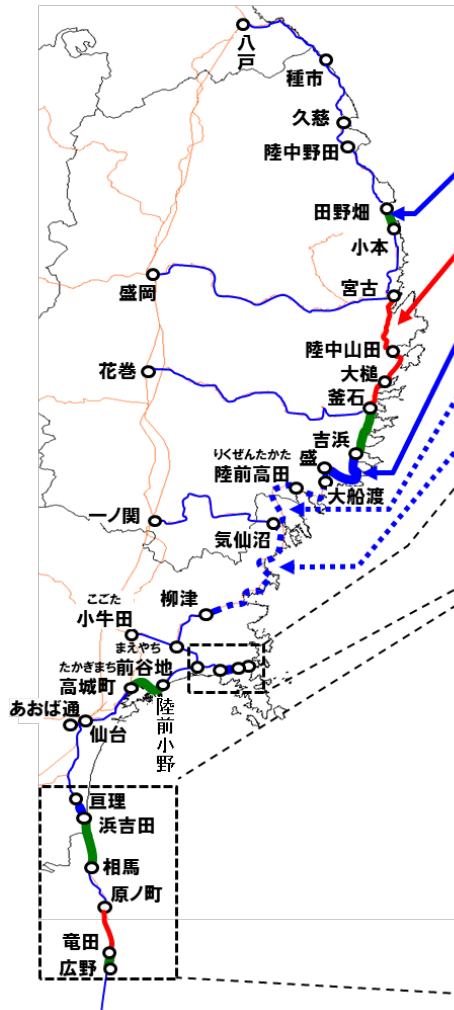 八戸
種市
久慈
陸中野田
田野畑
小本
宮古
盛岡
陸中山田
大槌
花巻
釜石
吉浜
盛
りくぜんたかた
陸前高田
大船渡
一ノ関
気仙沼
柳津
こごた
小牛田
まえやち
前谷地
たかぎまち
高城町
陸前小野
あおば通
仙台
亘理
浜吉田
相馬
原ノ町
竜田
広野